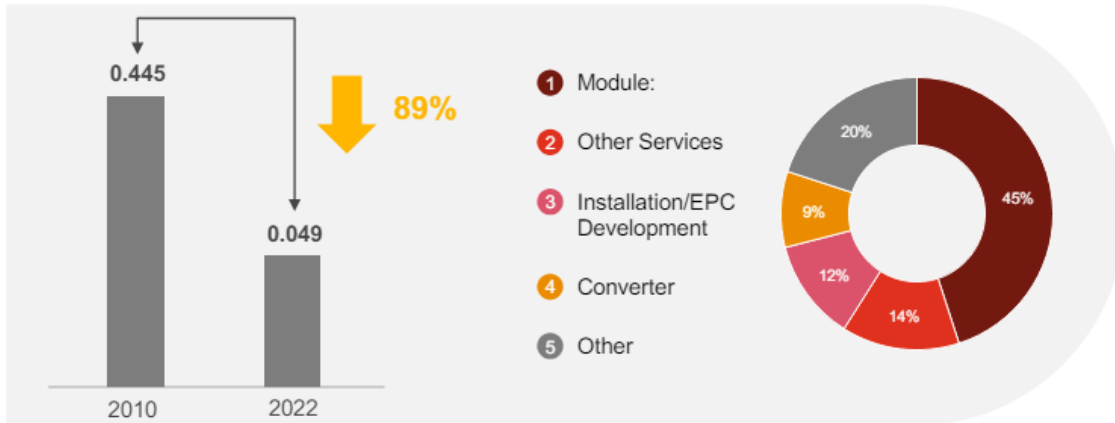 0.445
89%
0.049
2010
2022
1 Module:
2 Other Services
3 Installation/EPC
Development
4 Converter
5 Other
20%
45%
9%
12%
14%